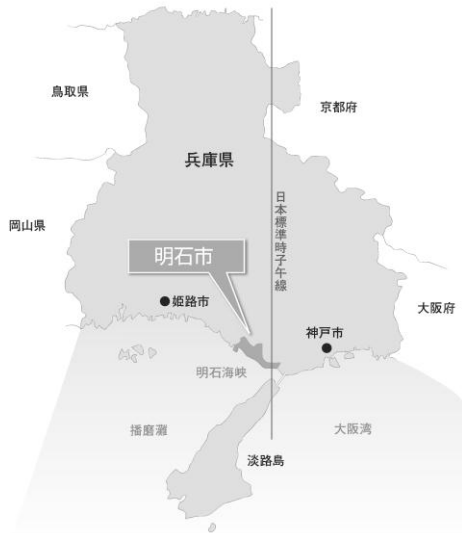 鳥取県
京都府
兵庫県
日本標準時子午線
岡山県
明石市
姫路市
大阪府
神戸市
明石海峡
播磨灘
大阪湾
淡路島